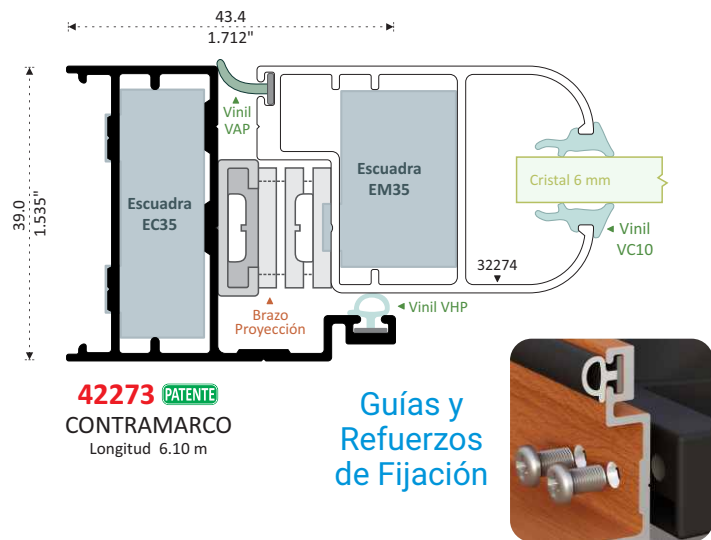 43.4
1.712"
39.0
1.535"
Vinil
VAP
Escuadra
EC35
Escuadra
EM35
Cristal 6 mm
Vinil
VC10
32274
Vinil VHP
Brazo
Proyección
42273 PATENTE
CONTRAMARCO
Longitud 6.10 m
Guías y
Refuerzos
de Fijación